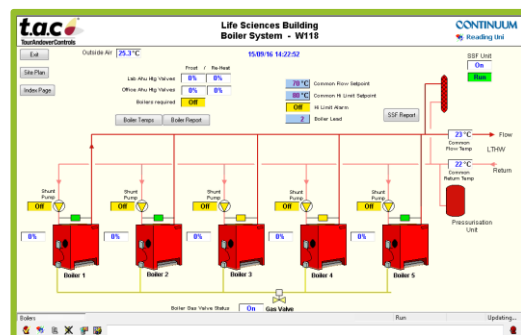 t.a.c
TourAndoverControls
Life Sciences Building
Boiler System - W118
CONTINUUM
Reading Uni
Exit
Outside Air 25.3 °C
15/09/16 14:22:52
SSF Unit
On
Run
Site Plan
Index Page
Frost / Re-Heat
Lab Ahu Htg Valves 0% 0%
Office Ahu Htg Valves 0% 0%
Boilers required Off
70 °C Common Flow Setpoint
80 °C Common Hi Limit Setpoint
Off Hi Limit Alarm
2 Boiler Lead
Boiler Temps
Boiler Report
SSF Report
23 °C
Flow
Common
Flow Temp
LTHW
22 °C
Return
Common
Return Temp
Shunt
Pump
Off
Shunt
Pump
Off
Shunt
Pump
Off
Shunt
Pump
Off
Shunt
Pump
Off
Pressurisation
Unit
0%
0%
0%
0%
0%
Boiler 1
Boiler 2
Boiler 3
Boiler 4
Boiler 5
Boiler Gas Valve Status On Gas Valve
Boilers
Run
Updating...